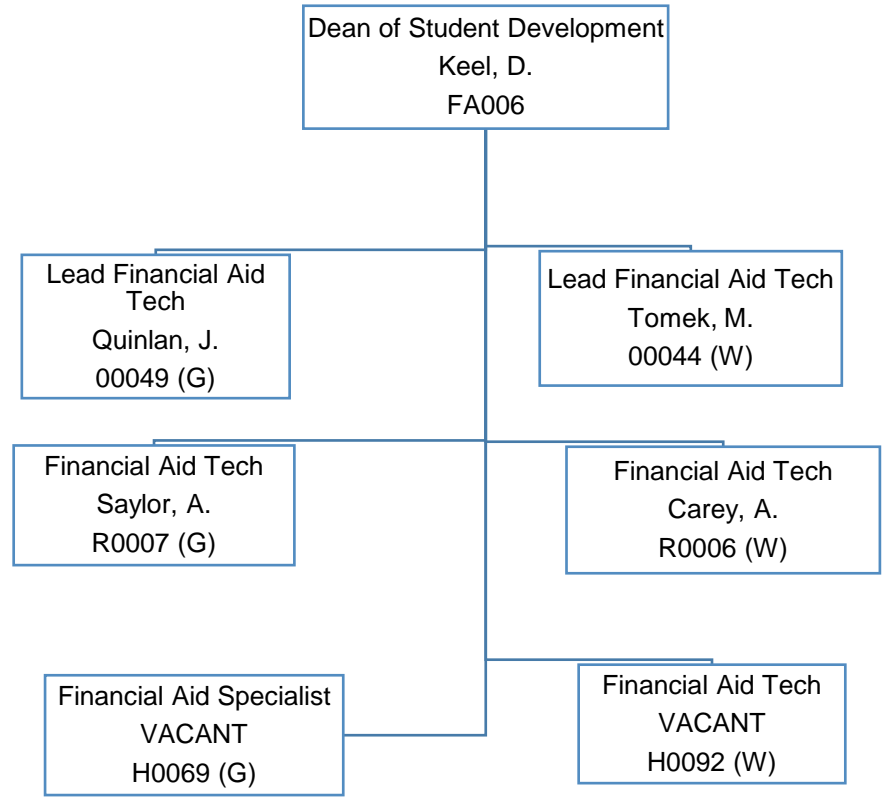 Dean of Student Development
Keel, D.
FA006
Lead Financial Aid
Tech
Quinlan, J.
00049 (G)
Lead Financial Aid Tech
Tomek, M.
00044 (W)
Financial Aid Tech
Saylor, A.
R0007 (G)
Financial Aid Tech
Carey, A.
R0006 (W)
Financial Aid Specialist
VACANT
H0069 (G)
Financial Aid Tech
VACANT
H0092 (W)